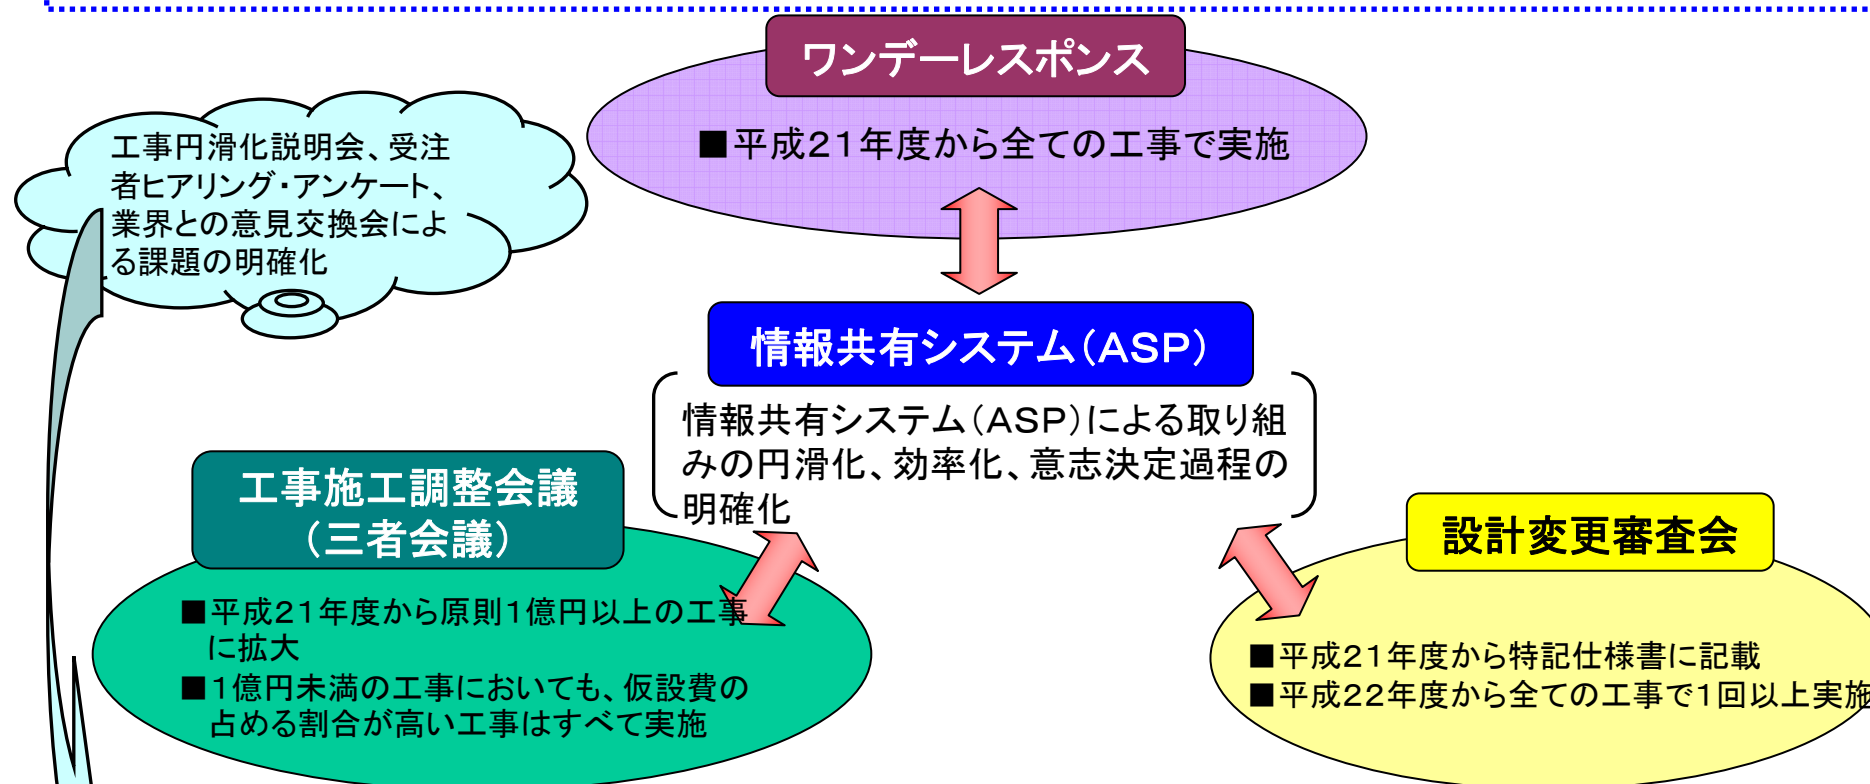 ワンデーレスポンス
■平成21年度から全ての工事で実施
工事円滑化説明会、受注
者ヒアリング・アンケート、
業界との意見交換会によ
る課題の明確化
情報共有システム(ASP)
情報共有システム(ASP)による取り組
みの円滑化、効率化、意志決定過程の
明確化
工事施工調整会議
(三者会議)
■平成21年度から原則1億円以上の工事
に拡大
■1億円未満の工事においても、仮設費の
占める割合が高い工事はすべて実施
設計変更審査会
■平成21年度から特記仕様書に記載
■平成22年度から全ての工事で1回以上実施